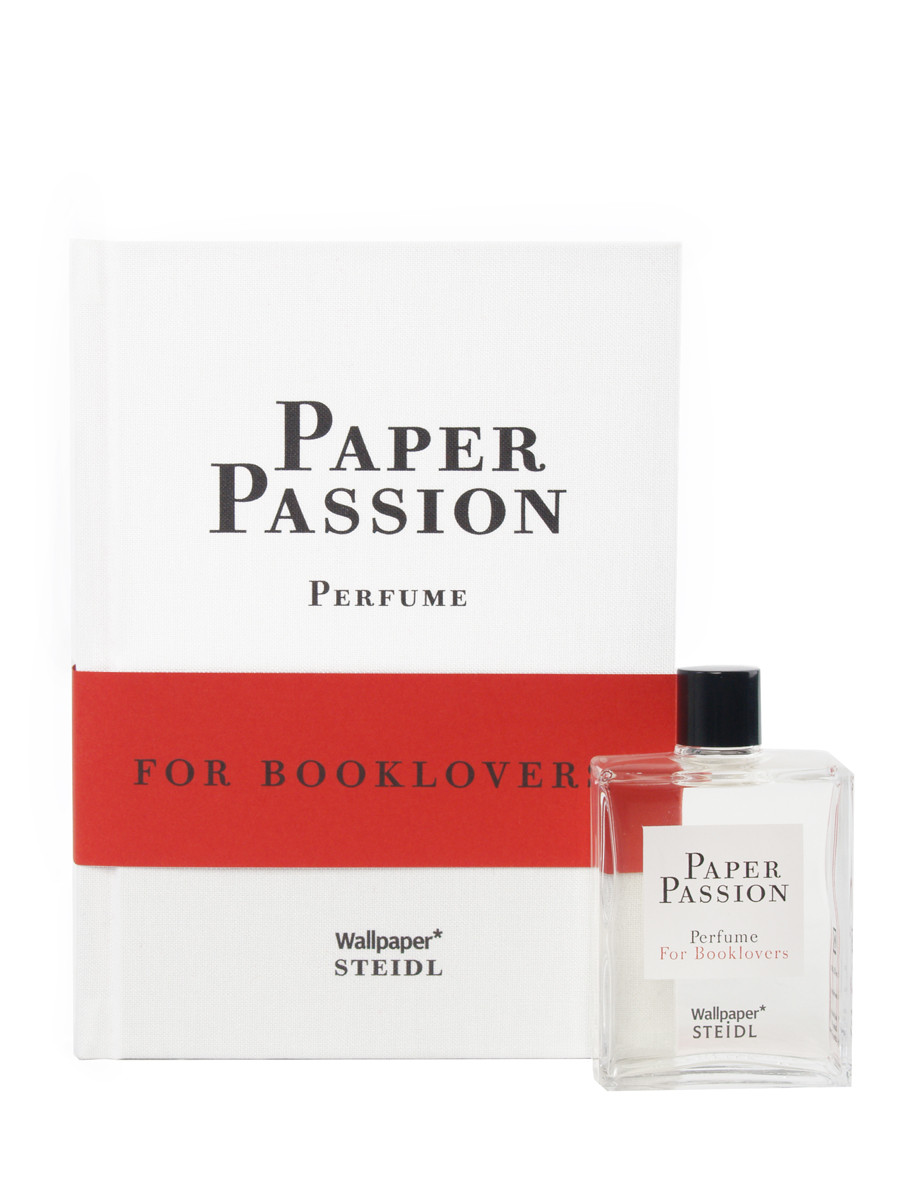 PAPER
PASSION
PERFUME
FOR BOOKLOVERS
Wallpaper*
STEIDL
PAPER
PASSION
Perfume
For Booklovers
Wallpaper*
STEIDL